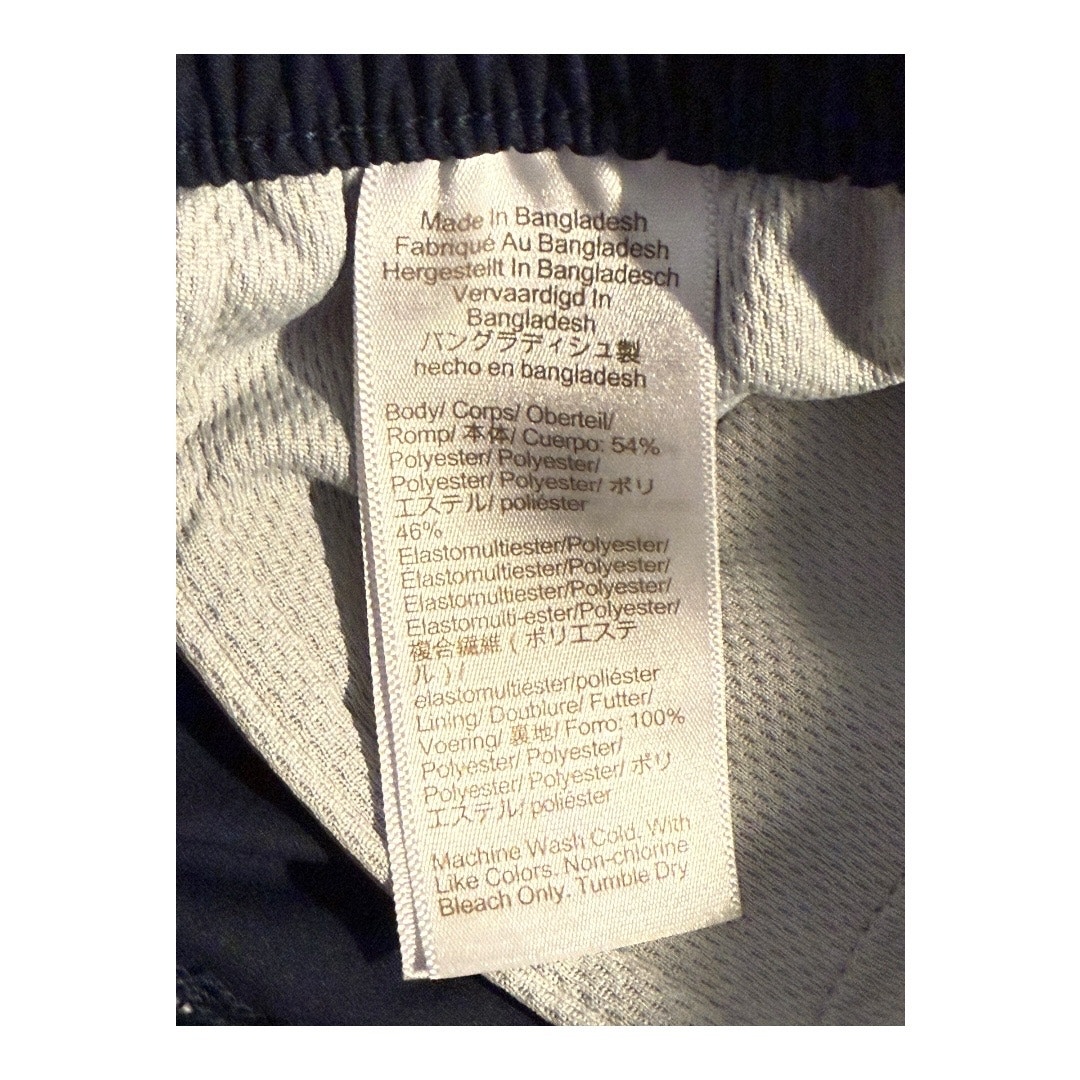 Made In Bangladesh
Fabriqué Au Bangladesh
Hergestellt In Bangladesch
Vervaardigd In
Bangladesh
バングラディシュ製
hecho en bangladesh
Body/ Corps/ Oberteil/
Romp/ 本体/ Cuerpo: 54%
Polyester/ Polyester/
Polyester/ Polyester/ ポリ
エステル/ poliéster
46%
Elastomultiester/Polyester/
Élastomultiester/Polyester/
Elastomultiester/Polyester/
Elastomulti-ester/Polyester/
複合繊維 ( ポリエステ
ル ) /
elastomultiester/poliéster
Lining/ Doublure/ Futter/
Voering/ 裏地/ Forro: 100%
Polyester/ Polyester/
Polyester/ Polyester/ ポリ
エステル/ poliéster
Machine Wash Cold. With
Like Colors. Non-chlorine
Bleach Only. Tumble Dry